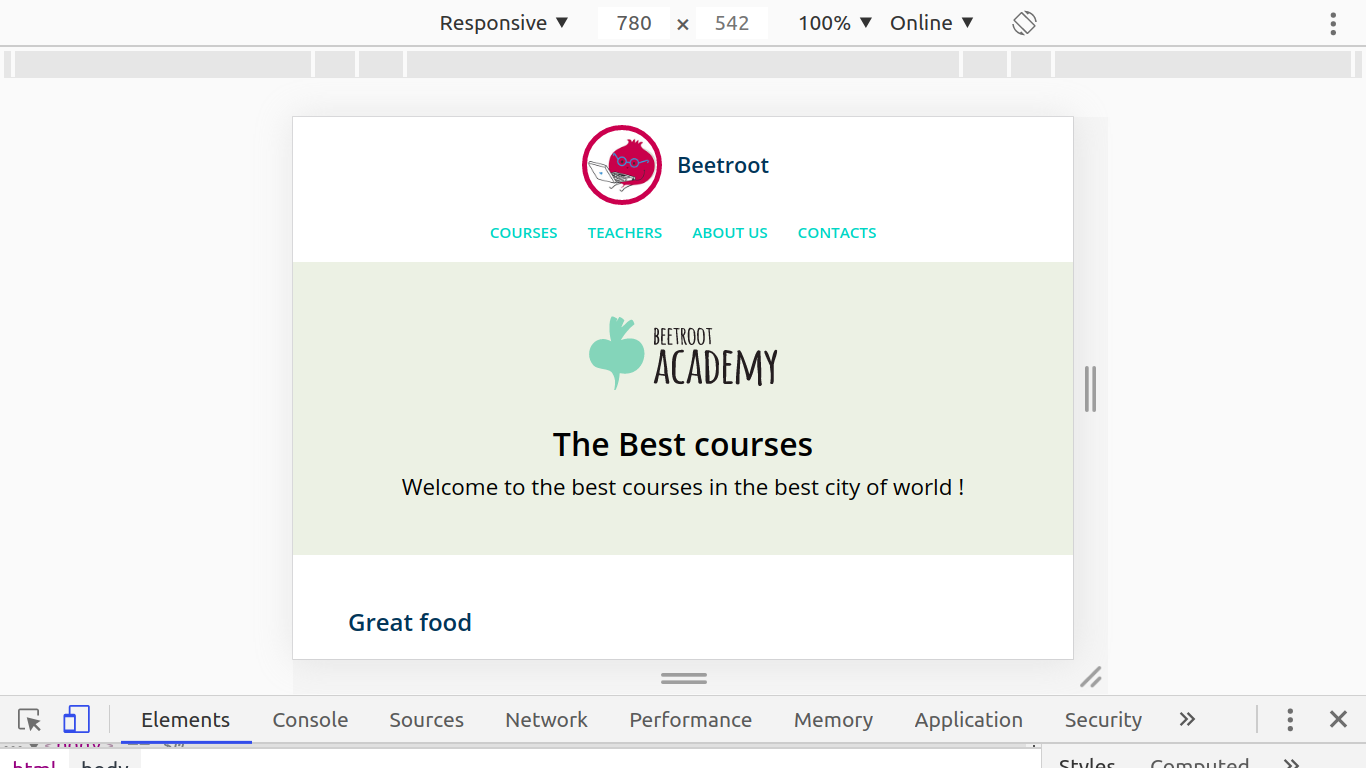 Responsive ▼ 780 × 542 100% ▼ Online ▼
Beetroot
COURSES TEACHERS ABOUT US CONTACTS
BEETROOT
ACADEMY
The Best courses
Welcome to the best courses in the best city of world !
Great food
Elements Console Sources Network Performance Memory Application Security »
html body Styles Computed »